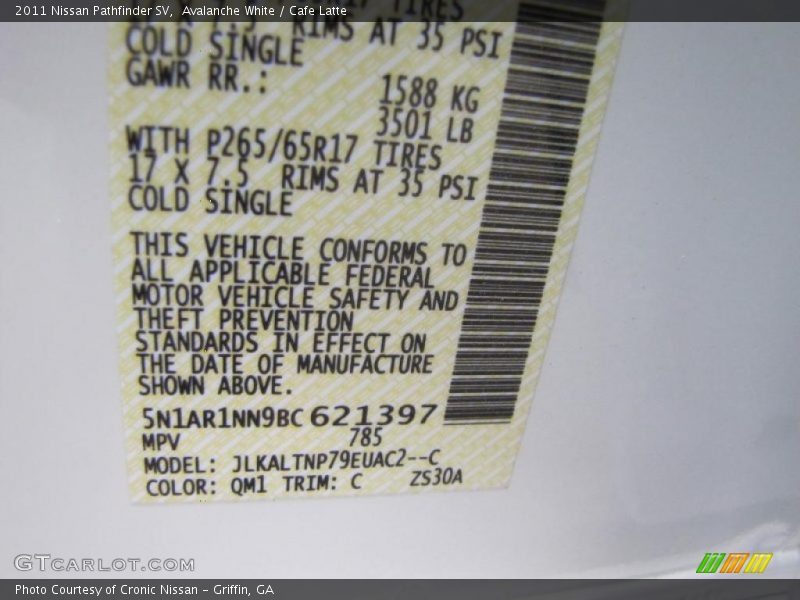 2011 Nissan Pathfinder SV, Avalanche White / Cafe Latte
17 TIRES
RIMS AT 35 PSI
COLD SINGLE
GAWR RR.:
1588 KG
3501 LB
WITH P265/65R17 TIRES
17 X 7.5 RIMS AT 35 PSI
COLD SINGLE
THIS VEHICLE CONFORMS TO
ALL APPLICABLE FEDERAL
MOTOR VEHICLE SAFETY AND
THEFT PREVENTION
STANDARDS IN EFFECT ON
THE DATE OF MANUFACTURE
SHOWN ABOVE.
5N1AR1NN9BC621397
MPV 785
MODEL: JLKALTNP79EUAC2--C
COLOR: QM1 TRIM: C ZS30A
GTCARLOT.COM
Photo Courtesy of Cronic Nissan - Griffin, GA